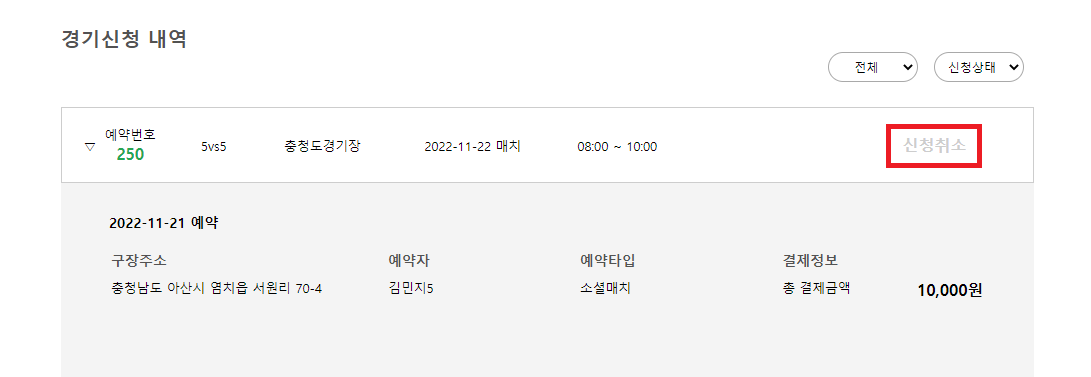 경기신청 내역
전체
신청상태
▽ 예약번호
250
5vs5
충청도경기장
2022-11-22 매치
08:00 ~ 10:00
신청취소
2022-11-21 예약
구장주소
예약자
예약타입
결제정보
충청남도 아산시 염치읍 서원리 70-4
김민지5
소셜매치
총 결제금액
10,000원